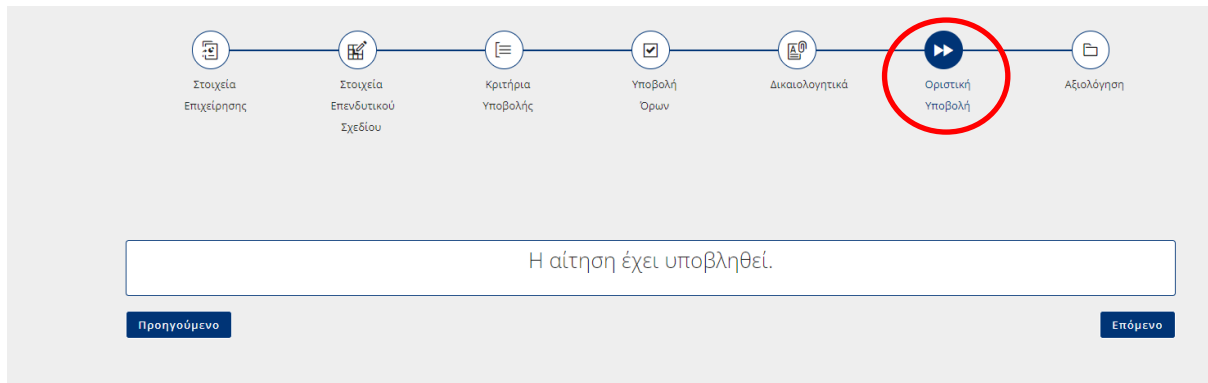 Στοιχεία
Επιχείρησης
Στοιχεία
Επενδυτικού
Σχεδίου
Κριτήρια
Υποβολής
Υποβολή
Όρων
Δικαιολογητικά
Οριστική
Υποβολή
Αξιολόγηση
Η αίτηση έχει υποβληθεί.
Προηγούμενο
Επόμενο